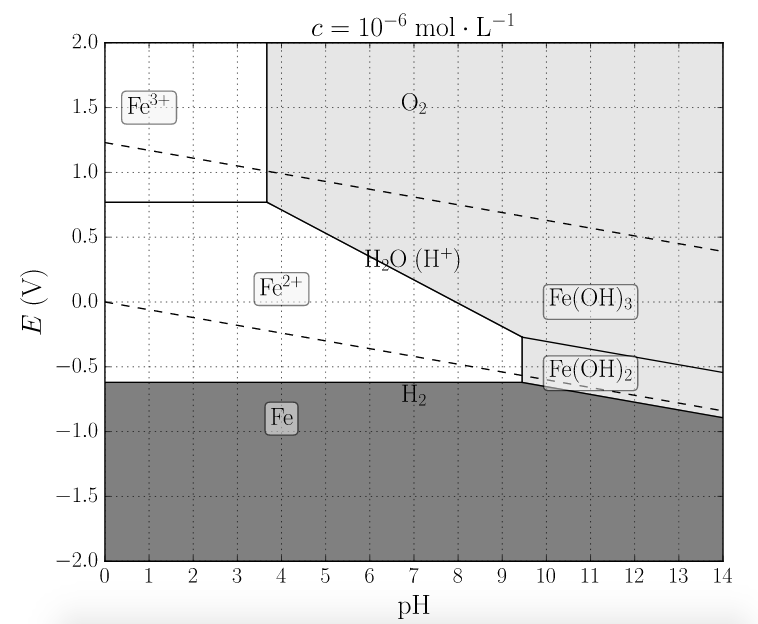 c = 10⁻⁶ mol · L⁻¹
2.0
Fe³⁺
O₂
1.5
1.0
0.5
H₂O (H⁺)
Fe²⁺
Fe(OH)₃
0.0
−0.5
Fe(OH)₂
H₂
Fe
−1.0
−1.5
−2.0
E (V)
0 1 2 3 4 5 6 7 8 9 10 11 12 13 14
pH